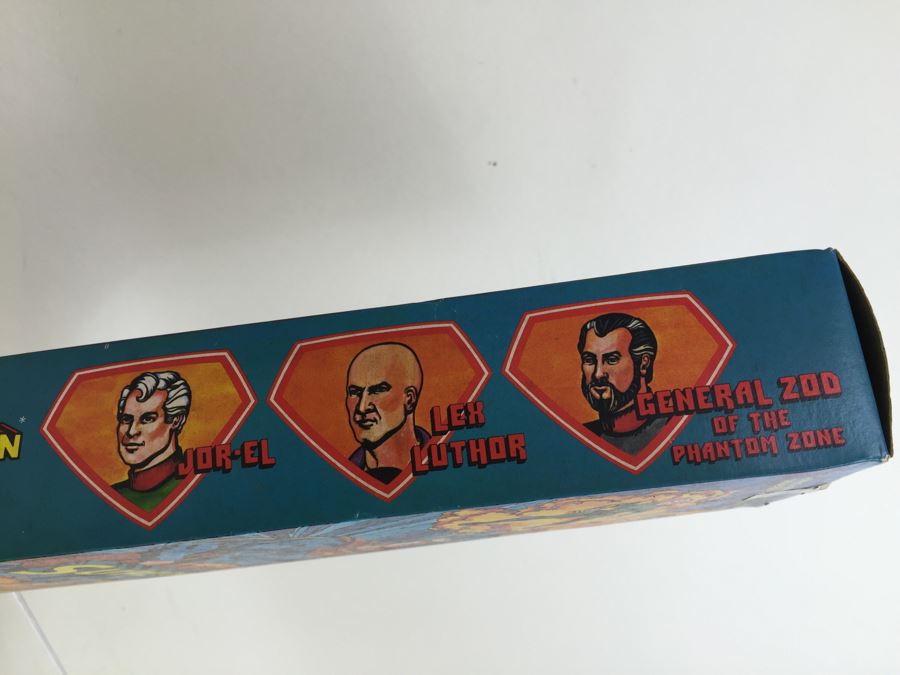 N*
JOR-EL
LEX
LUTHOR
GENERAL ZOD
OF THE
PHANTOM ZONE